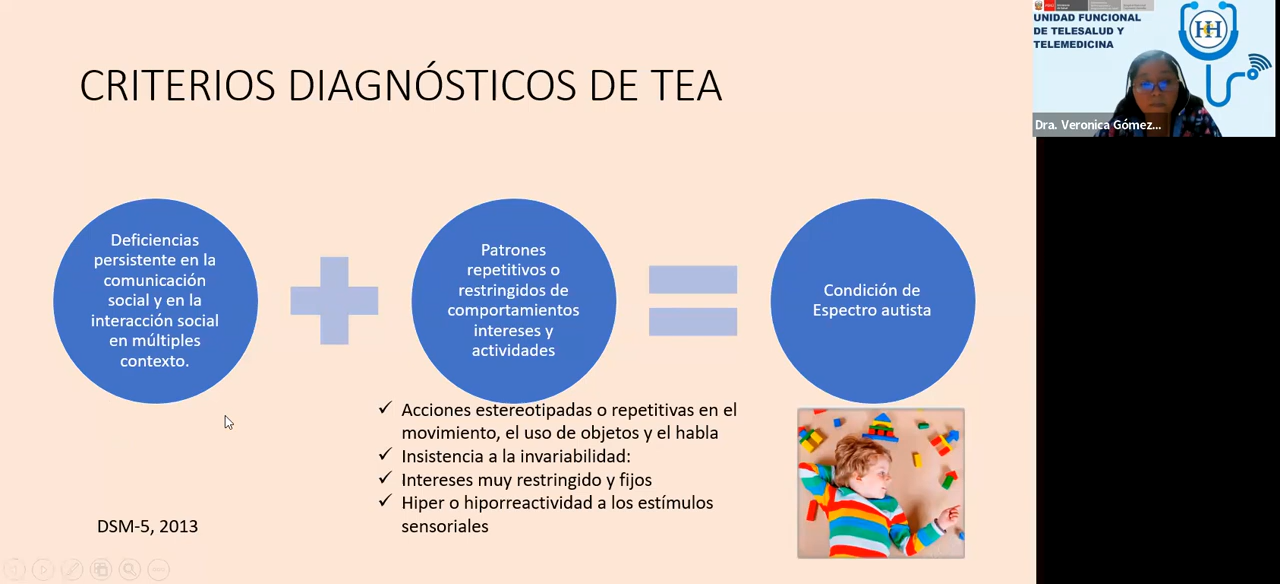 CRITERIOS DIAGNÓSTICOS DE TEA
Deficiencias
persistente en la
comunicación
social y en la
interacción social
en múltiples
contexto.
Patrones
repetitivos o
restringidos de
comportamientos
intereses y
actividades
Condición de
Espectro autista
✓ Acciones estereotipadas o repetitivas en el
movimiento, el uso de objetos y el habla
✓ Insistencia a la invariabilidad:
✓ Intereses muy restringido y fijos
✓ Hiper o hiporreactividad a los estímulos
sensoriales
DSM-5, 2013
UNIDAD FUNCIONAL
DE TELESALUD Y
TELEMEDICINA
Dra. Veronica Gómez...